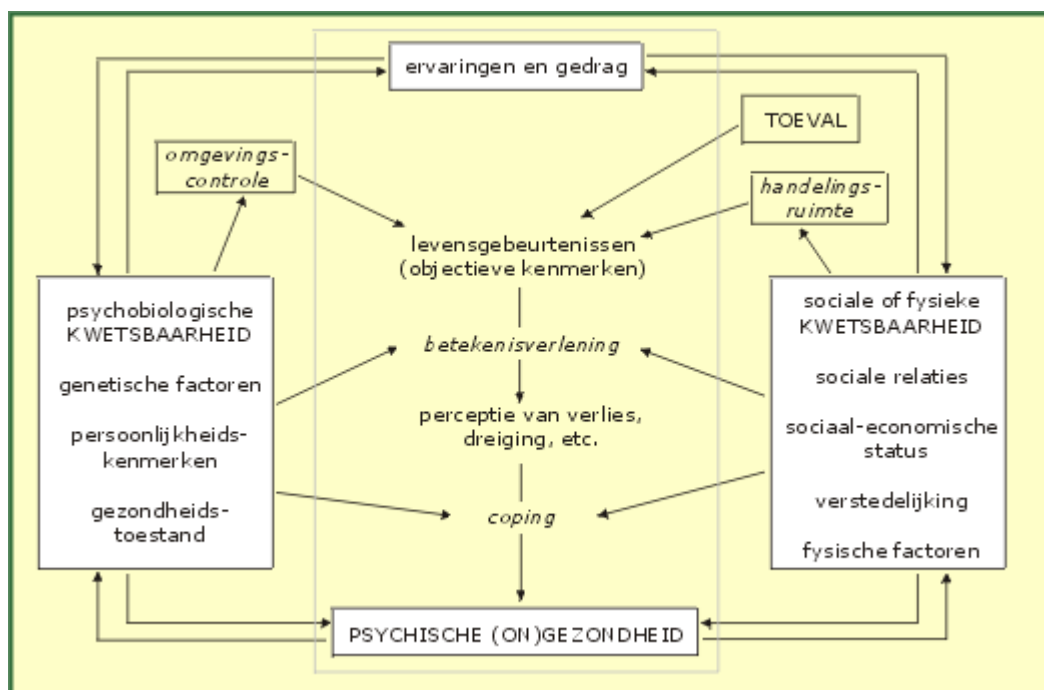 ervaringen en gedrag
TOEVAL
omgevings-
controle
handelings-
ruimte
levensgebeurtenissen
(objectieve kenmerken)
psychobiologische
KWETSBAARHEID
genetische factoren
persoonlijkheids-
kenmerken
gezondheids-
toestand
betekenisverlening
perceptie van verlies,
dreiging, etc.
coping
sociale of fysieke
KWETSBAARHEID
sociale relaties
sociaal-economische
status
verstedelijking
fysische factoren
PSYCHISCHE (ON)GEZONDHEID